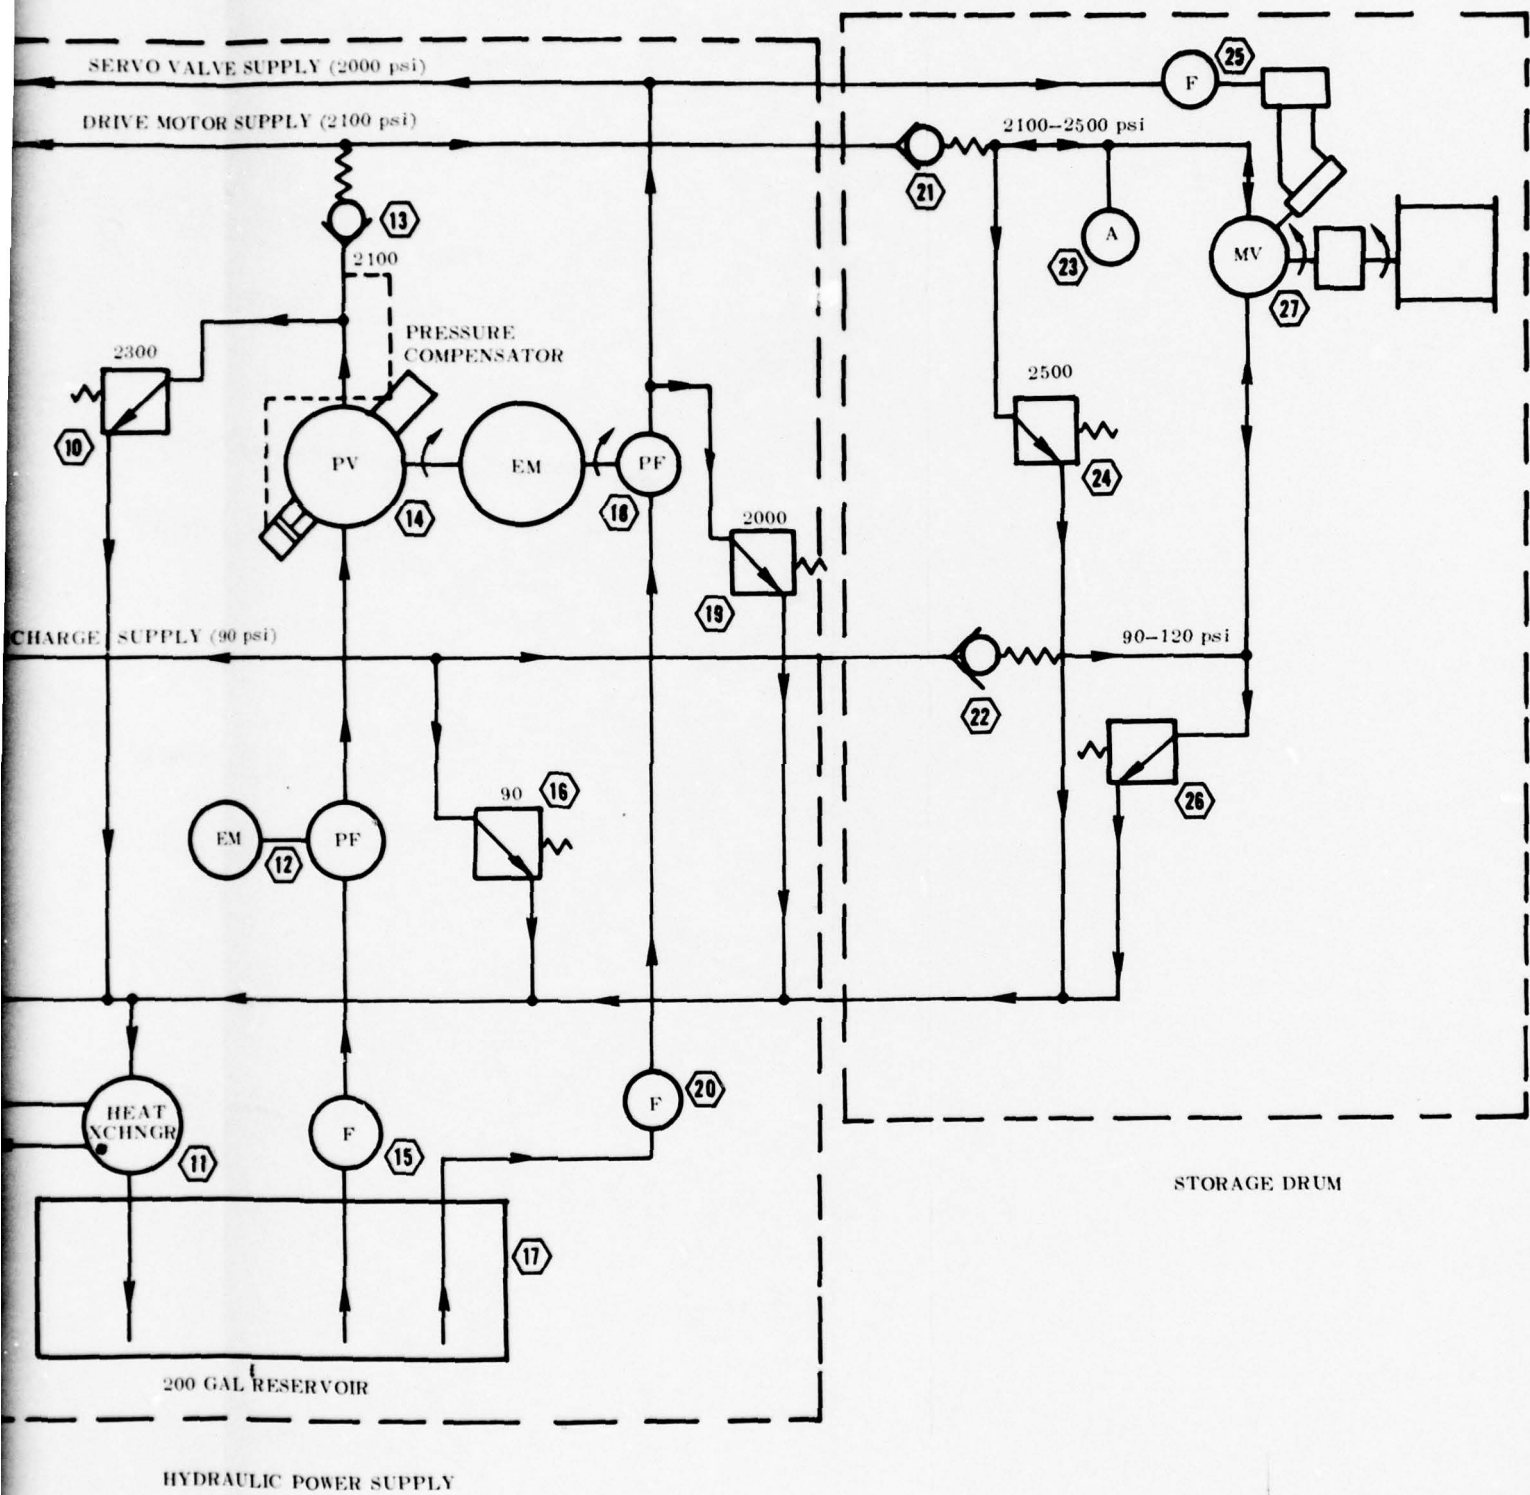 SERVO VALVE SUPPLY (2000 psi)
F
25
DRIVE MOTOR SUPPLY (2100 psi)
2100–2500 psi
21
13
A
23
MV
27
2100
PRESSURE
COMPENSATOR
2300
10
2500
24
PV
14
EM
PF
18
2000
19
CHARGE SUPPLY (90 psi)
90–120 psi
22
26
90
16
EM
12
PF
HEAT
XCHNGR
11
F
15
F
20
17
STORAGE DRUM
200 GAL RESERVOIR
HYDRAULIC POWER SUPPLY